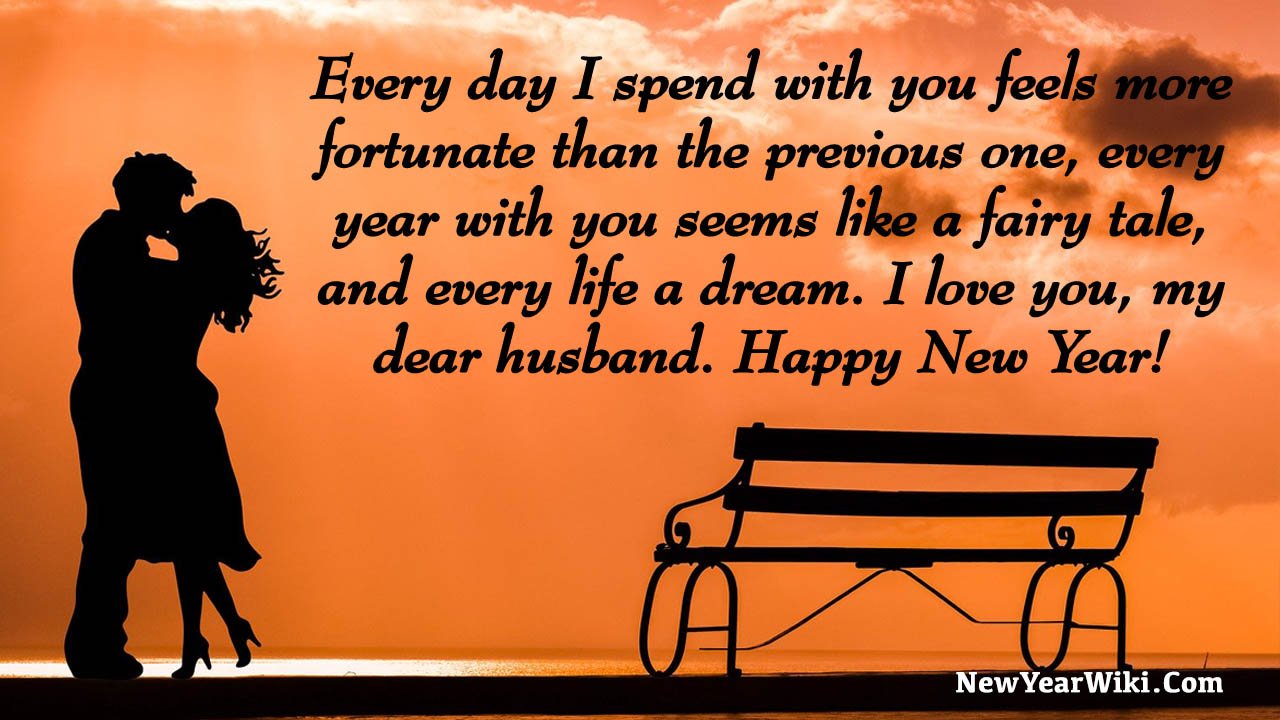 Every day I spend with you feels more
fortunate than the previous one, every
year with you seems like a fairy tale,
and every life a dream. I love you, my
dear husband. Happy New Year!
NewYearWiki.Com